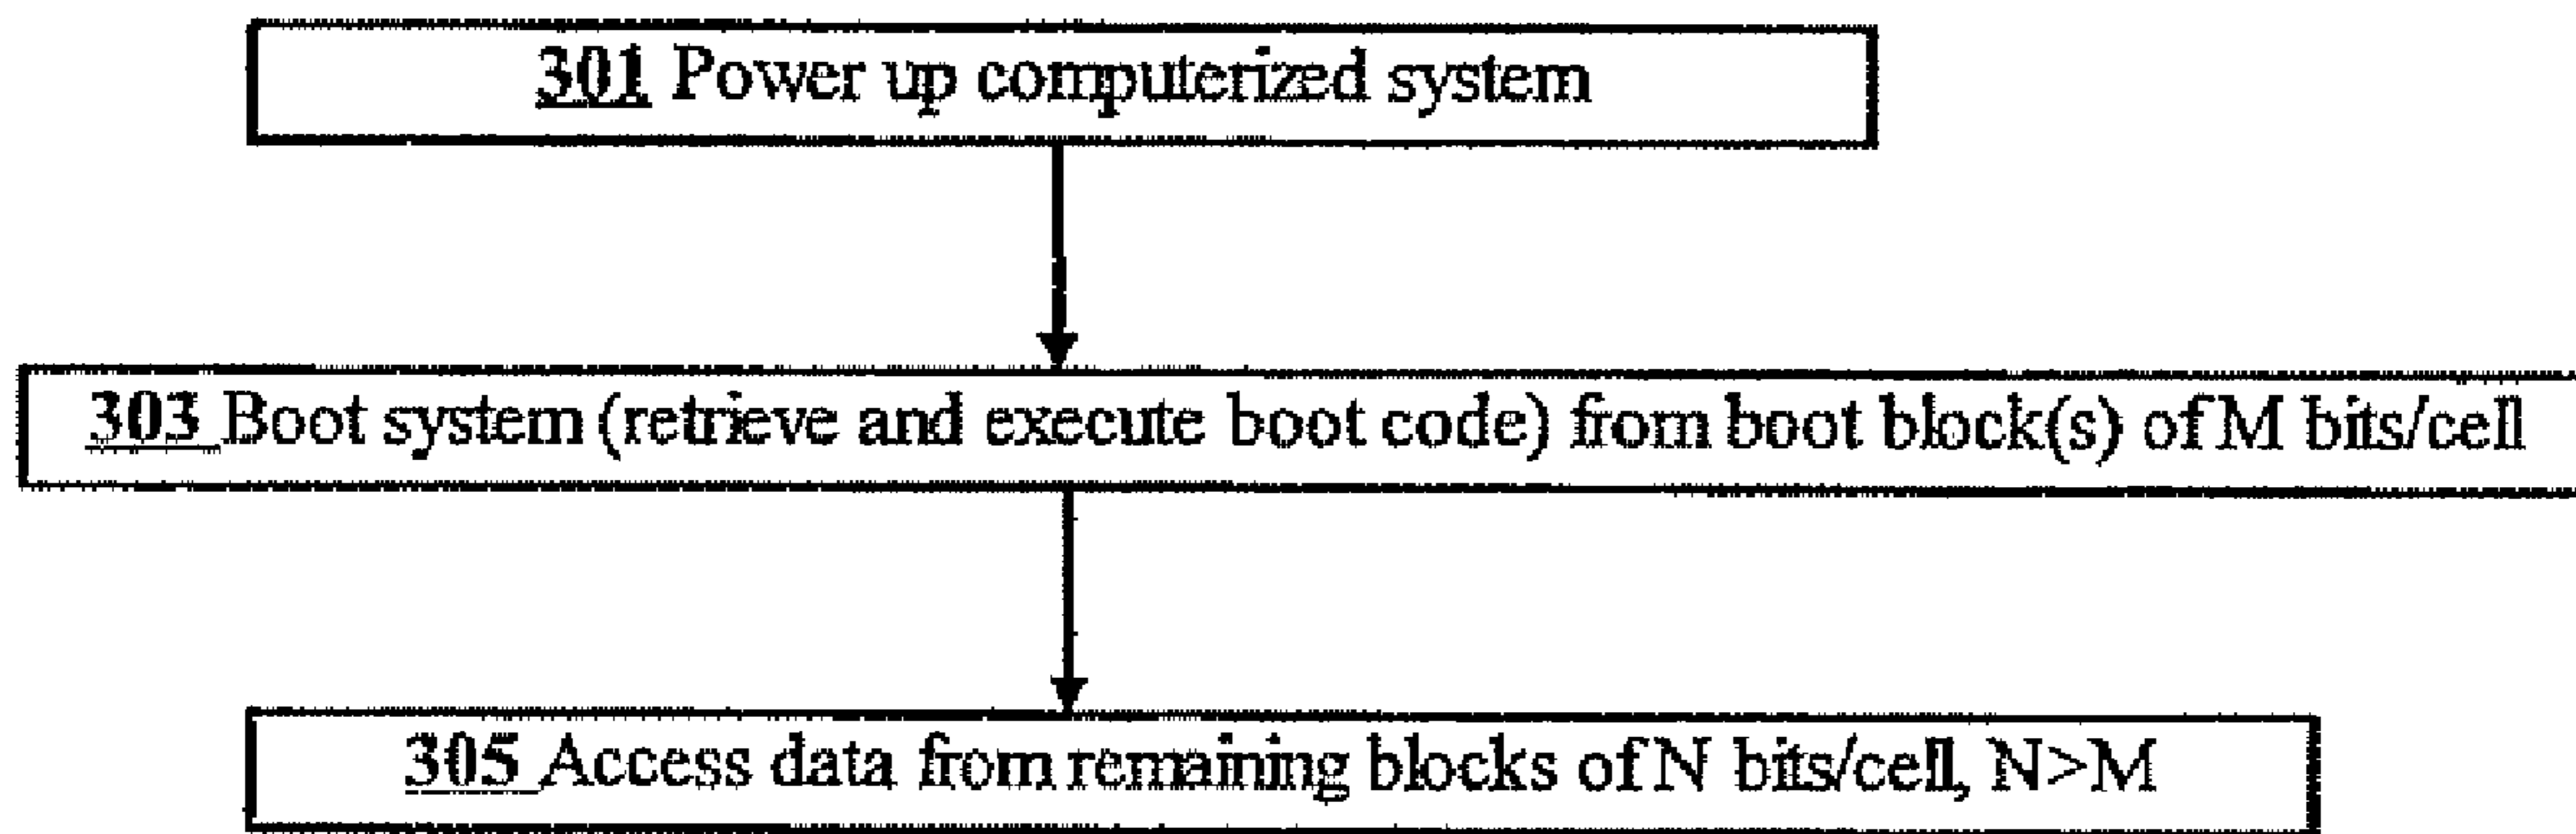 301 Power up computerized system
303 Boot system (retrieve and execute boot code) from boot block(s) of M bits/cell
305 Access data from remaining blocks of N bits/cell, N>M